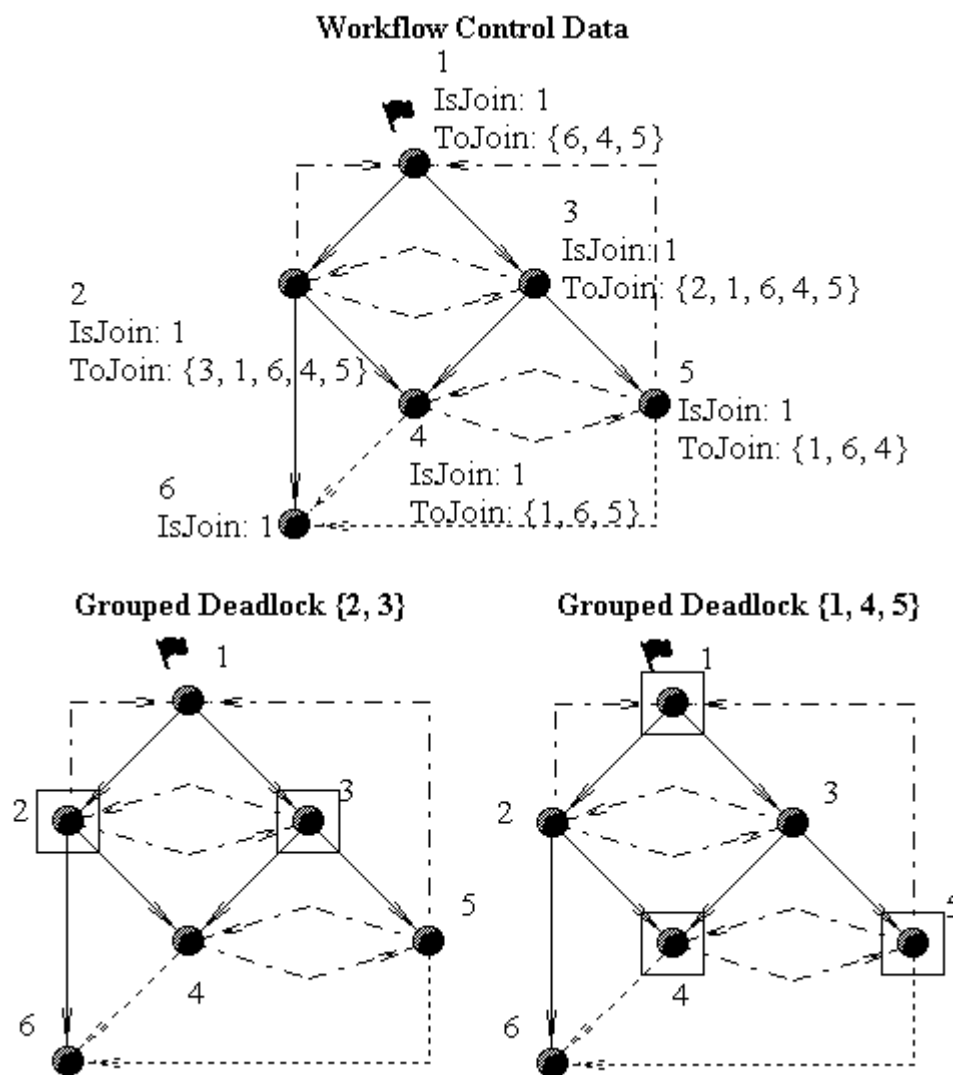 Workflow Control Data
1
IsJoin: 1
ToJoin: {6, 4, 5}
3
IsJoin: 1
ToJoin: {2, 1, 6, 4, 5}
2
IsJoin: 1
ToJoin: {3, 1, 6, 4, 5}
5
IsJoin: 1
ToJoin: {1, 6, 4}
4
IsJoin: 1
ToJoin: {1, 6, 5}
6
IsJoin: 1
Grouped Deadlock {2, 3}
1
2
3
5
4
6
Grouped Deadlock {1, 4, 5}
1
2
3
4
6